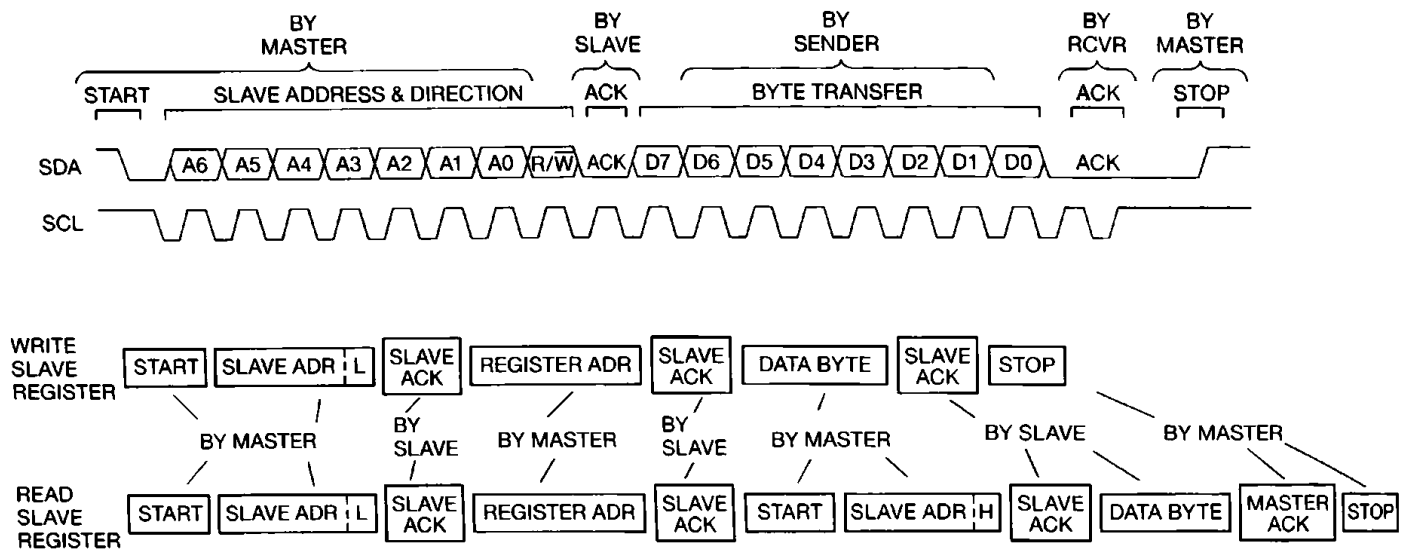 BY MASTER
BY SLAVE
BY SENDER
BY RCVR
BY MASTER
START
SLAVE ADDRESS & DIRECTION
ACK
BYTE TRANSFER
ACK
STOP
SDA A6 A5 A4 A3 A2 A1 A0 R/W̅ ACK D7 D6 D5 D4 D3 D2 D1 D0 ACK
SCL
WRITE
SLAVE
REGISTER
START
SLAVE ADR L
SLAVE
ACK
REGISTER ADR
SLAVE
ACK
DATA BYTE
SLAVE
ACK
STOP
BY MASTER
BY
SLAVE
BY MASTER
BY
SLAVE
BY MASTER
BY SLAVE
BY MASTER
READ
SLAVE
REGISTER
START
SLAVE ADR L
SLAVE
ACK
REGISTER ADR
SLAVE
ACK
START
SLAVE ADR H
SLAVE
ACK
DATA BYTE
MASTER
ACK
STOP